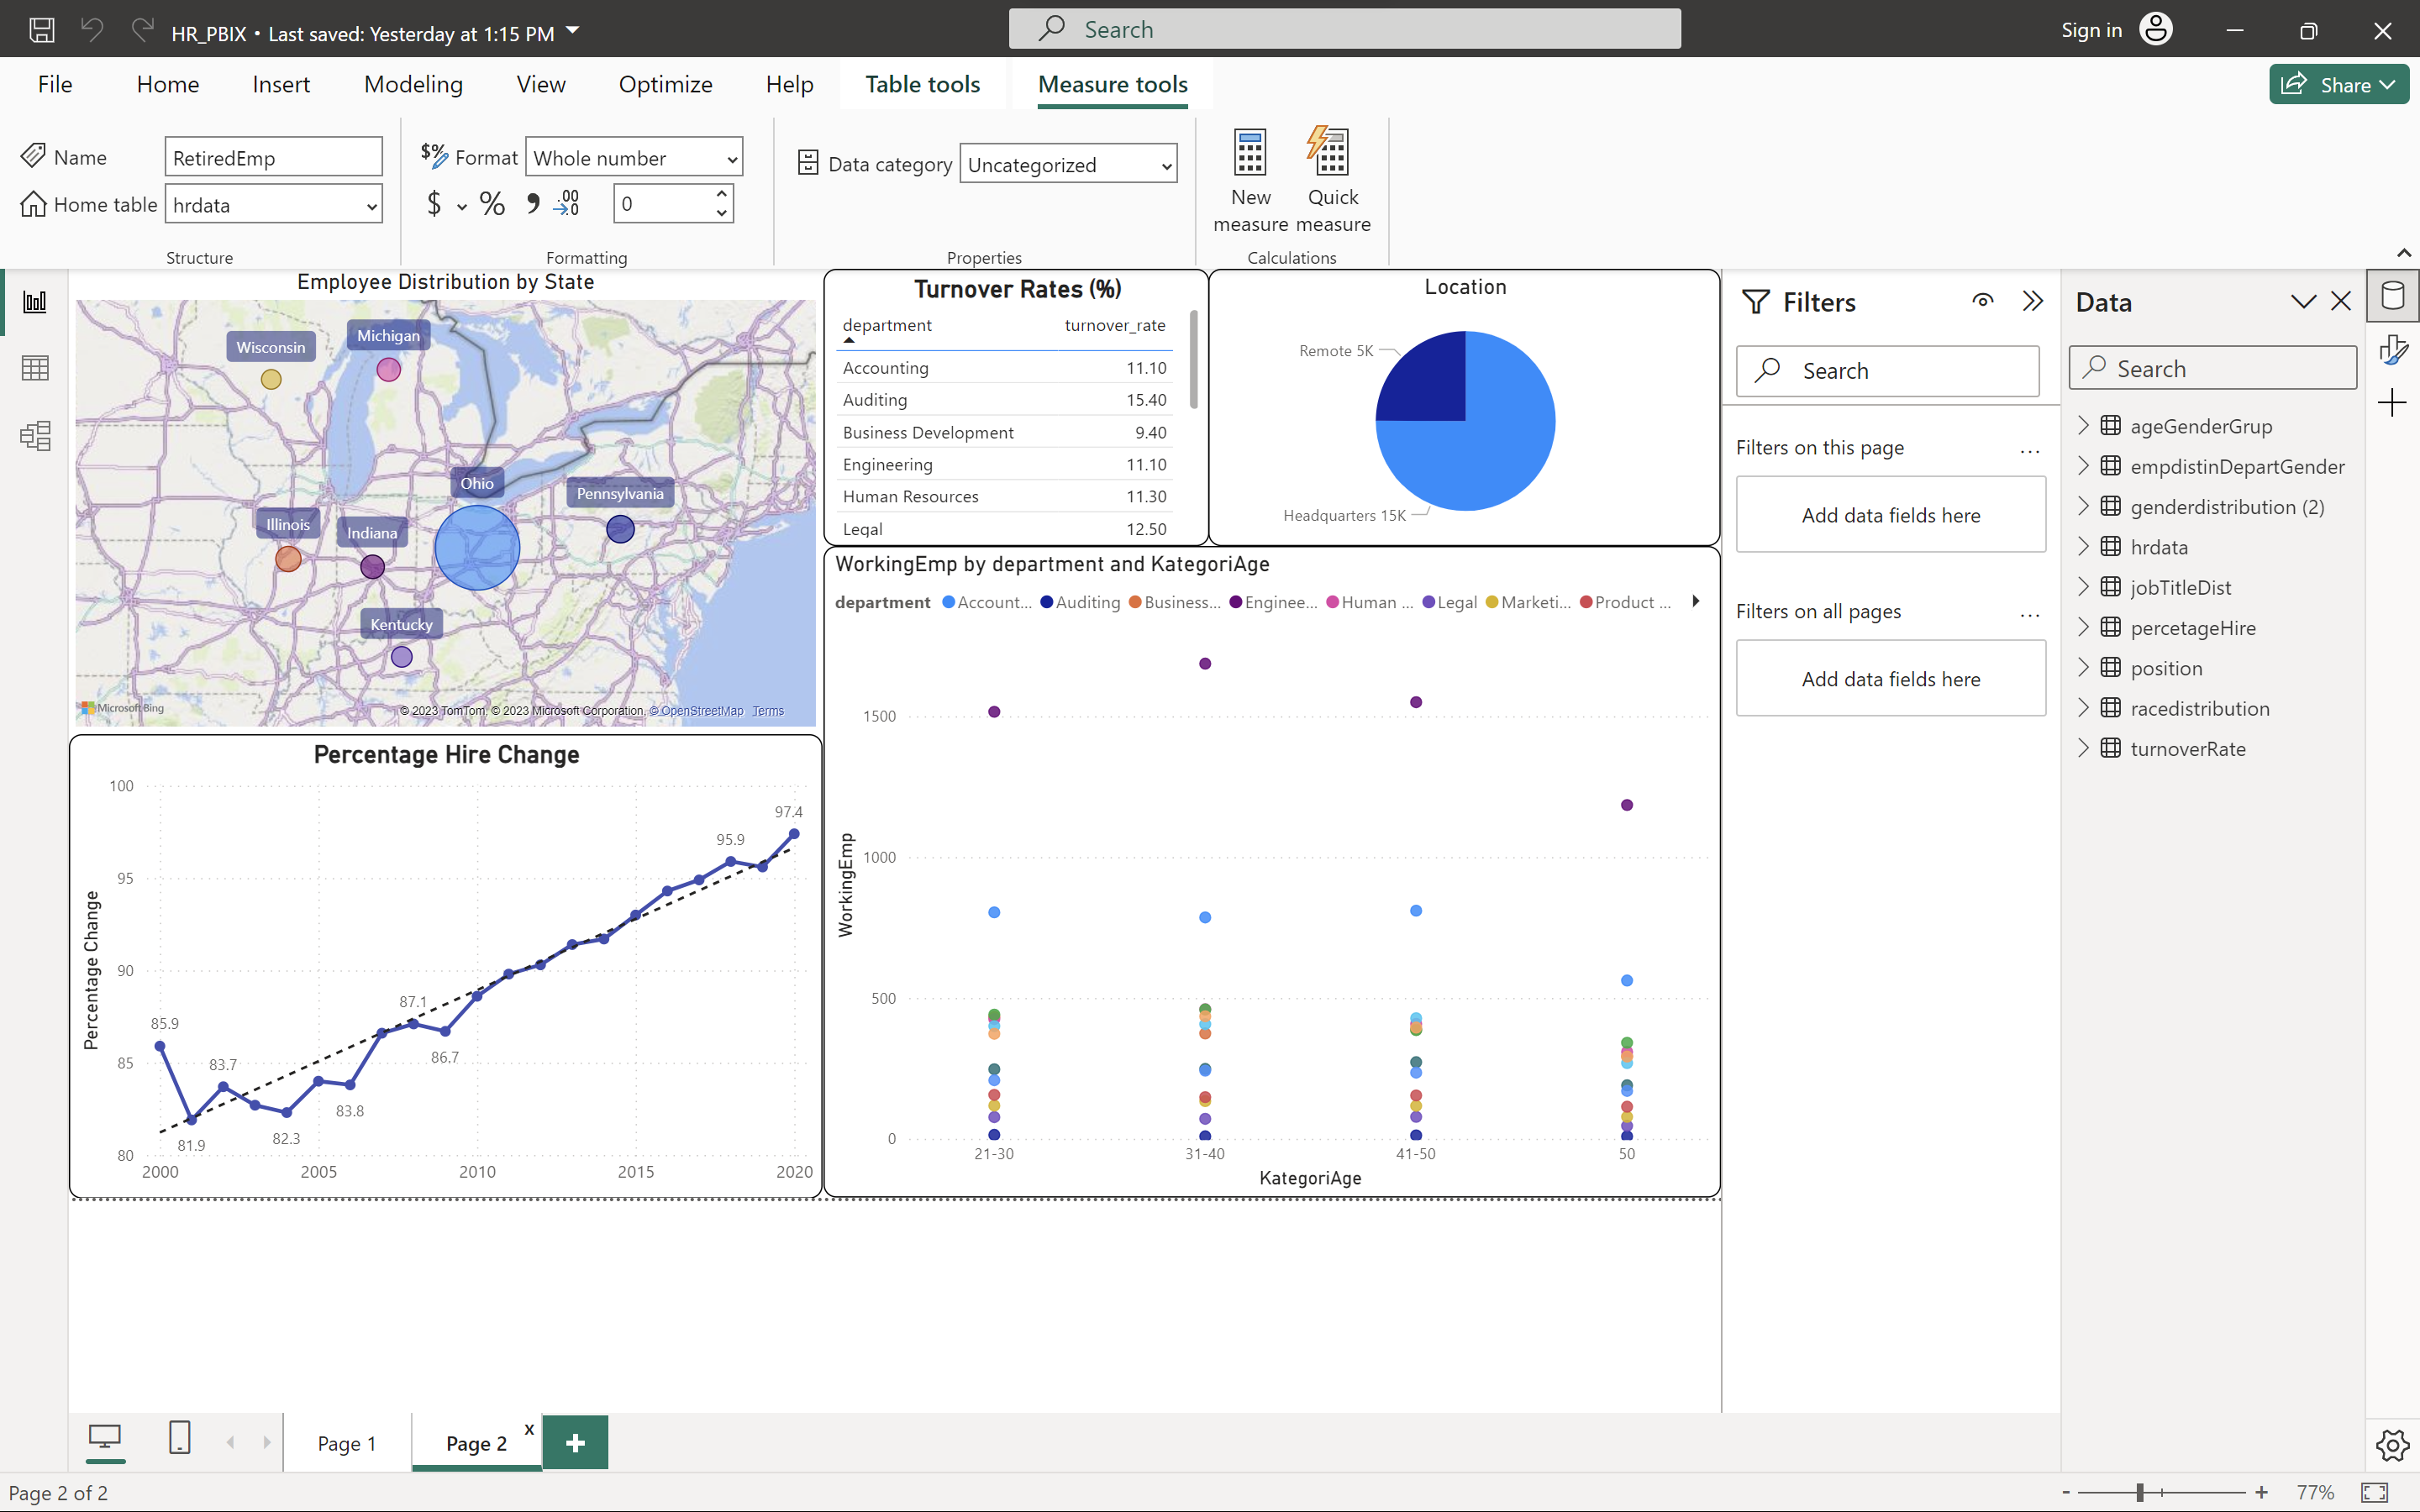 HR_PBIX • Last saved: Yesterday at 1:15 PM
Search
Sign in
File
Home
Insert
Modeling
View
Optimize
Help
Table tools
Measure tools
Share
Name
RetiredEmp
Home table
hrdata
Structure
$% Format
Whole number
$ % , .00 →.0
0
Formatting
Data category
Uncategorized
Properties
New measure
Quick measure
Calculations
Employee Distribution by State
Wisconsin
Michigan
Ohio
Pennsylvania
Illinois
Indiana
Kentucky
Microsoft Bing
© 2023 TomTom, © 2023 Microsoft Corporation, © OpenStreetMap Terms
Turnover Rates (%)
department turnover_rate
Accounting 11.10
Auditing 15.40
Business Development 9.40
Engineering 11.10
Human Resources 11.30
Legal 12.50
Location
Remote 5K
Headquarters 15K
WorkingEmp by department and KategoriAge
department Account... Auditing Business... Enginee... Human ... Legal Marketi... Product ...
WorkingEmp
1500
1000
500
0
21-30 31-40 41-50 50
KategoriAge
Percentage Hire Change
Percentage Change
100
95
90
85
80
85.9
81.9
83.7
82.3
83.8
87.1
86.7
95.9
97.4
2000 2005 2010 2015 2020
Filters
Search
Filters on this page ...
Add data fields here
Filters on all pages ...
Add data fields here
Data
Search
ageGenderGrup
empdistinDepartGender
genderdistribution (2)
hrdata
jobTitleDist
percetageHire
position
racedistribution
turnoverRate
Page 1
Page 2 x
+
Page 2 of 2
- + 77%